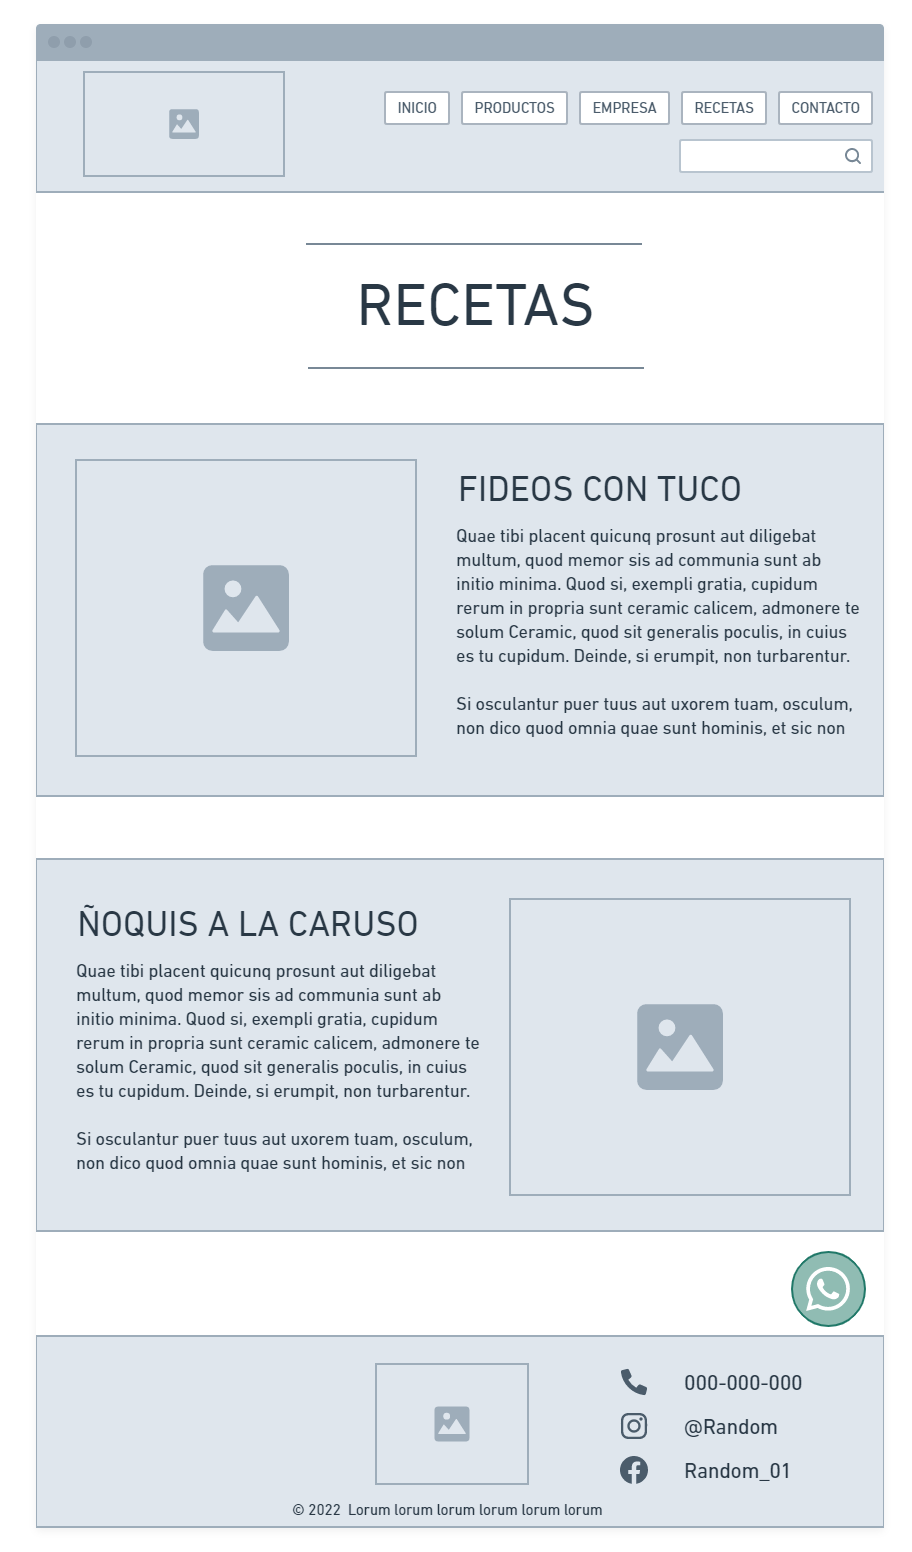 INICIO PRODUCTOS EMPRESA RECETAS CONTACTO
RECETAS
FIDEOS CON TUCO
Quae tibi placent quicunq prosunt aut diligebat
multum, quod memor sis ad communia sunt ab
initio minima. Quod si, exempli gratia, cupidum
rerum in propria sunt ceramic calicem, admonere te
solum Ceramic, quod sit generalis poculis, in cuius
es tu cupidum. Deinde, si erumpit, non turbarentur.
Si osculantur puer tuus aut uxorem tuam, osculum,
non dico quod omnia quae sunt hominis, et sic non
ÑOQUIS A LA CARUSO
Quae tibi placent quicunq prosunt aut diligebat
multum, quod memor sis ad communia sunt ab
initio minima. Quod si, exempli gratia, cupidum
rerum in propria sunt ceramic calicem, admonere te
solum Ceramic, quod sit generalis poculis, in cuius
es tu cupidum. Deinde, si erumpit, non turbarentur.
Si osculantur puer tuus aut uxorem tuam, osculum,
non dico quod omnia quae sunt hominis, et sic non
000-000-000
@Random
Random_01
© 2022 Lorum lorum lorum lorum lorum lorum